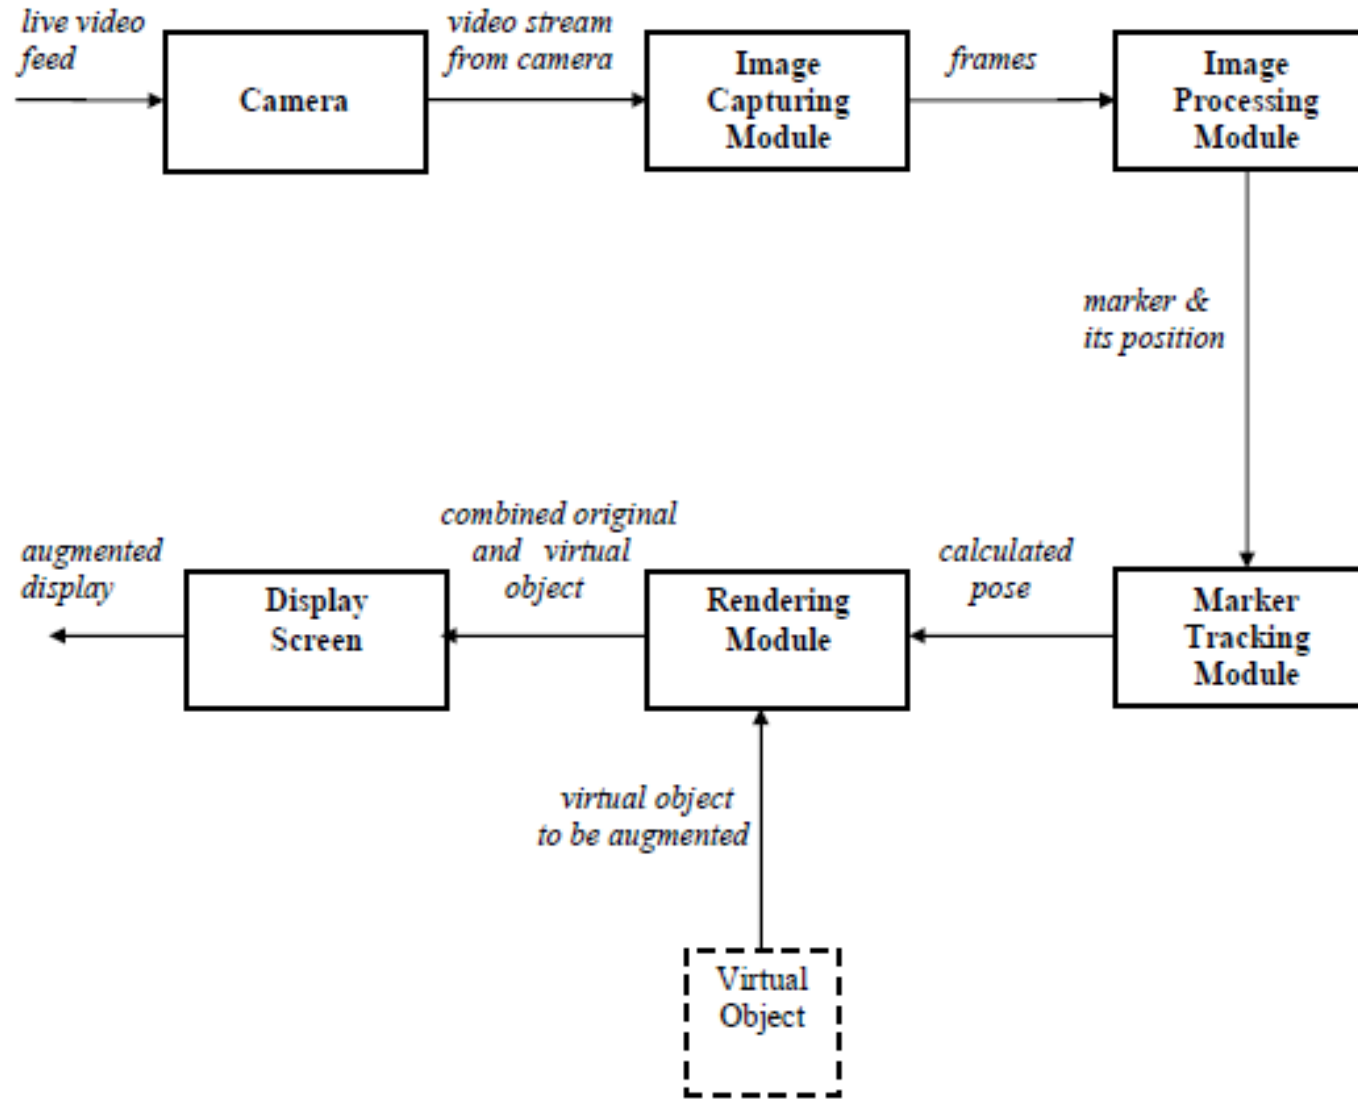 live video
feed
Camera
video stream
from camera
Image
Capturing
Module
frames
Image
Processing
Module
marker &
its position
augmented
display
Display
Screen
combined original
and virtual
object
Rendering
Module
calculated
pose
Marker
Tracking
Module
virtual object
to be augmented
Virtual
Object